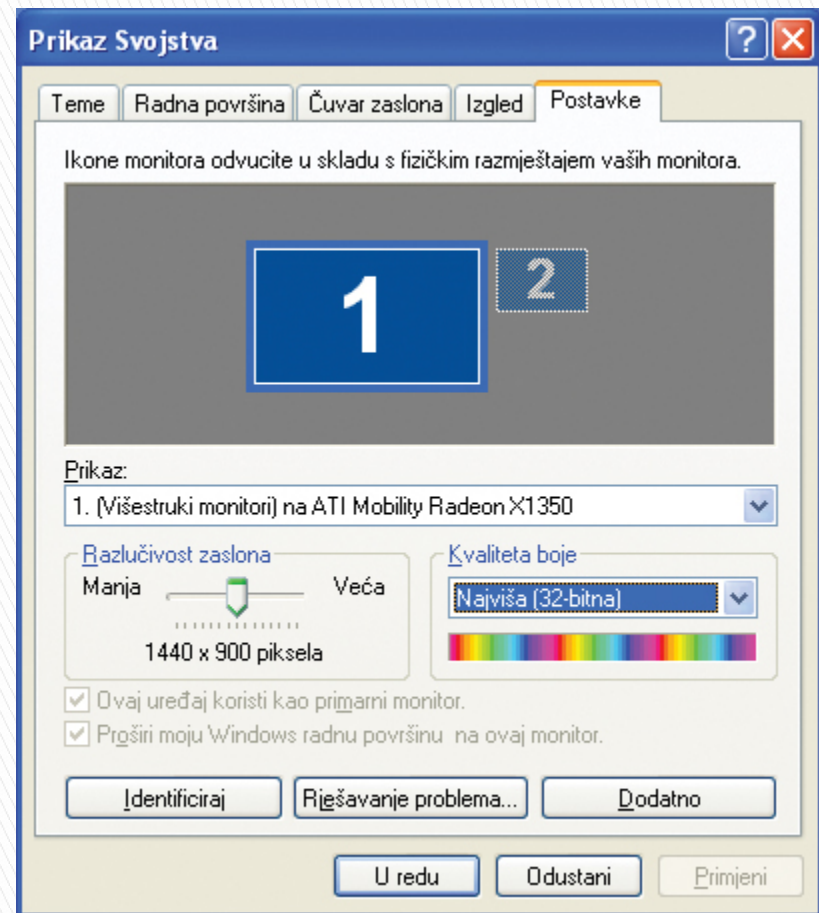 Prikaz Svojstva
Teme Radna površina Čuvar zaslona Izgled Postavke
Ikone monitora odvucite u skladu s fizičkim razmještajem vaših monitora.
1 2
Prikaz:
1. (Višestruki monitori) na ATI Mobility Radeon X1350
Razlučivost zaslona
Manja Veća
1440 x 900 piksela
Kvaliteta boje
Najviša (32-bitna)
Ovaj uređaj koristi kao primarni monitor.
Proširi moju Windows radnu površinu na ovaj monitor.
Identificiraj Rješavanje problema... Dodatno
U redu Odustani Primjeni